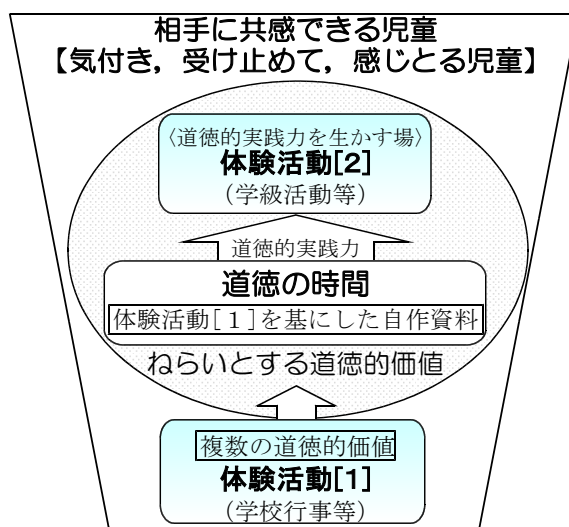 相手に共感できる児童
【気付き，受け止めて，感じとる児童】
〈道徳的実践力を生かす場〉
体験活動[2]
（学級活動等）
道徳的実践力
道徳の時間
体験活動[１]を基にした自作資料
ねらいとする道徳的価値
複数の道徳的価値
体験活動[1]
（学校行事等）